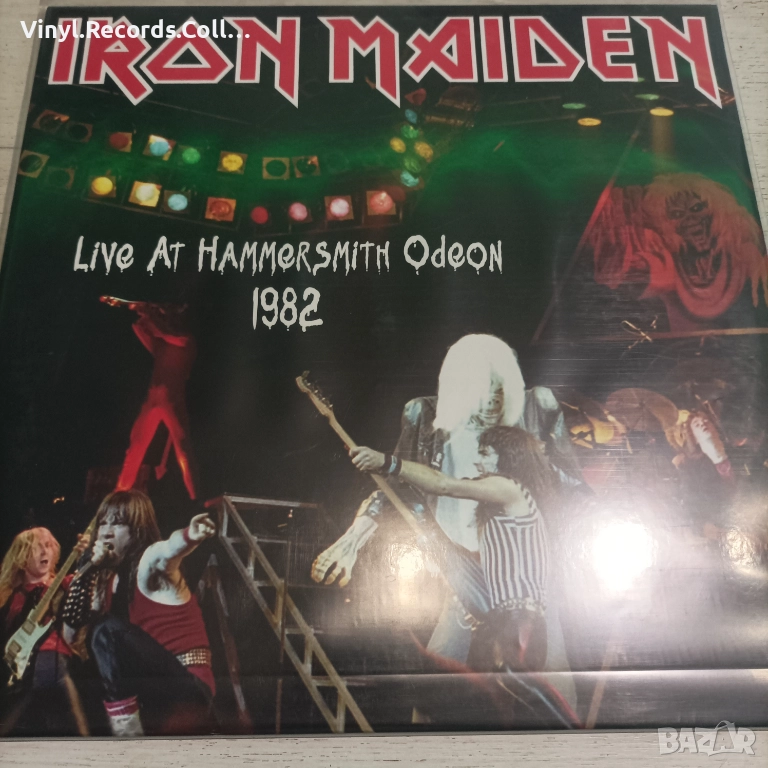 Vinyl.Records.Coll...
IRON MAIDEN
Live At Hammersmith Odeon
1982
BAZAR